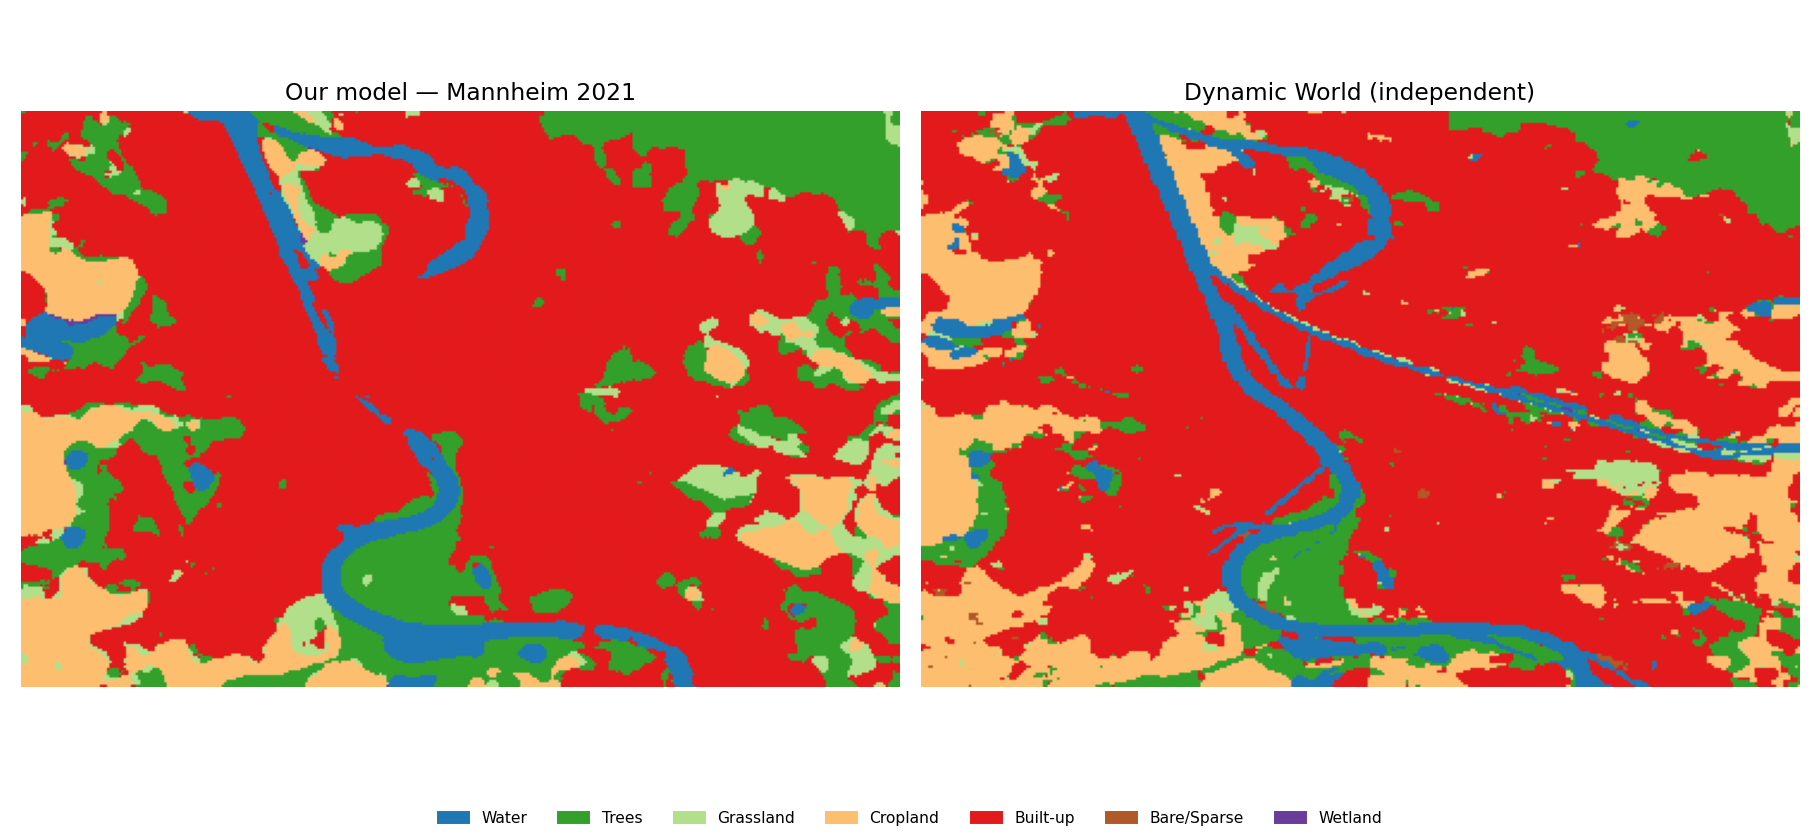 Our model — Mannheim 2021
Dynamic World (independent)
Water Trees Grassland Cropland Built-up Bare/Sparse Wetland